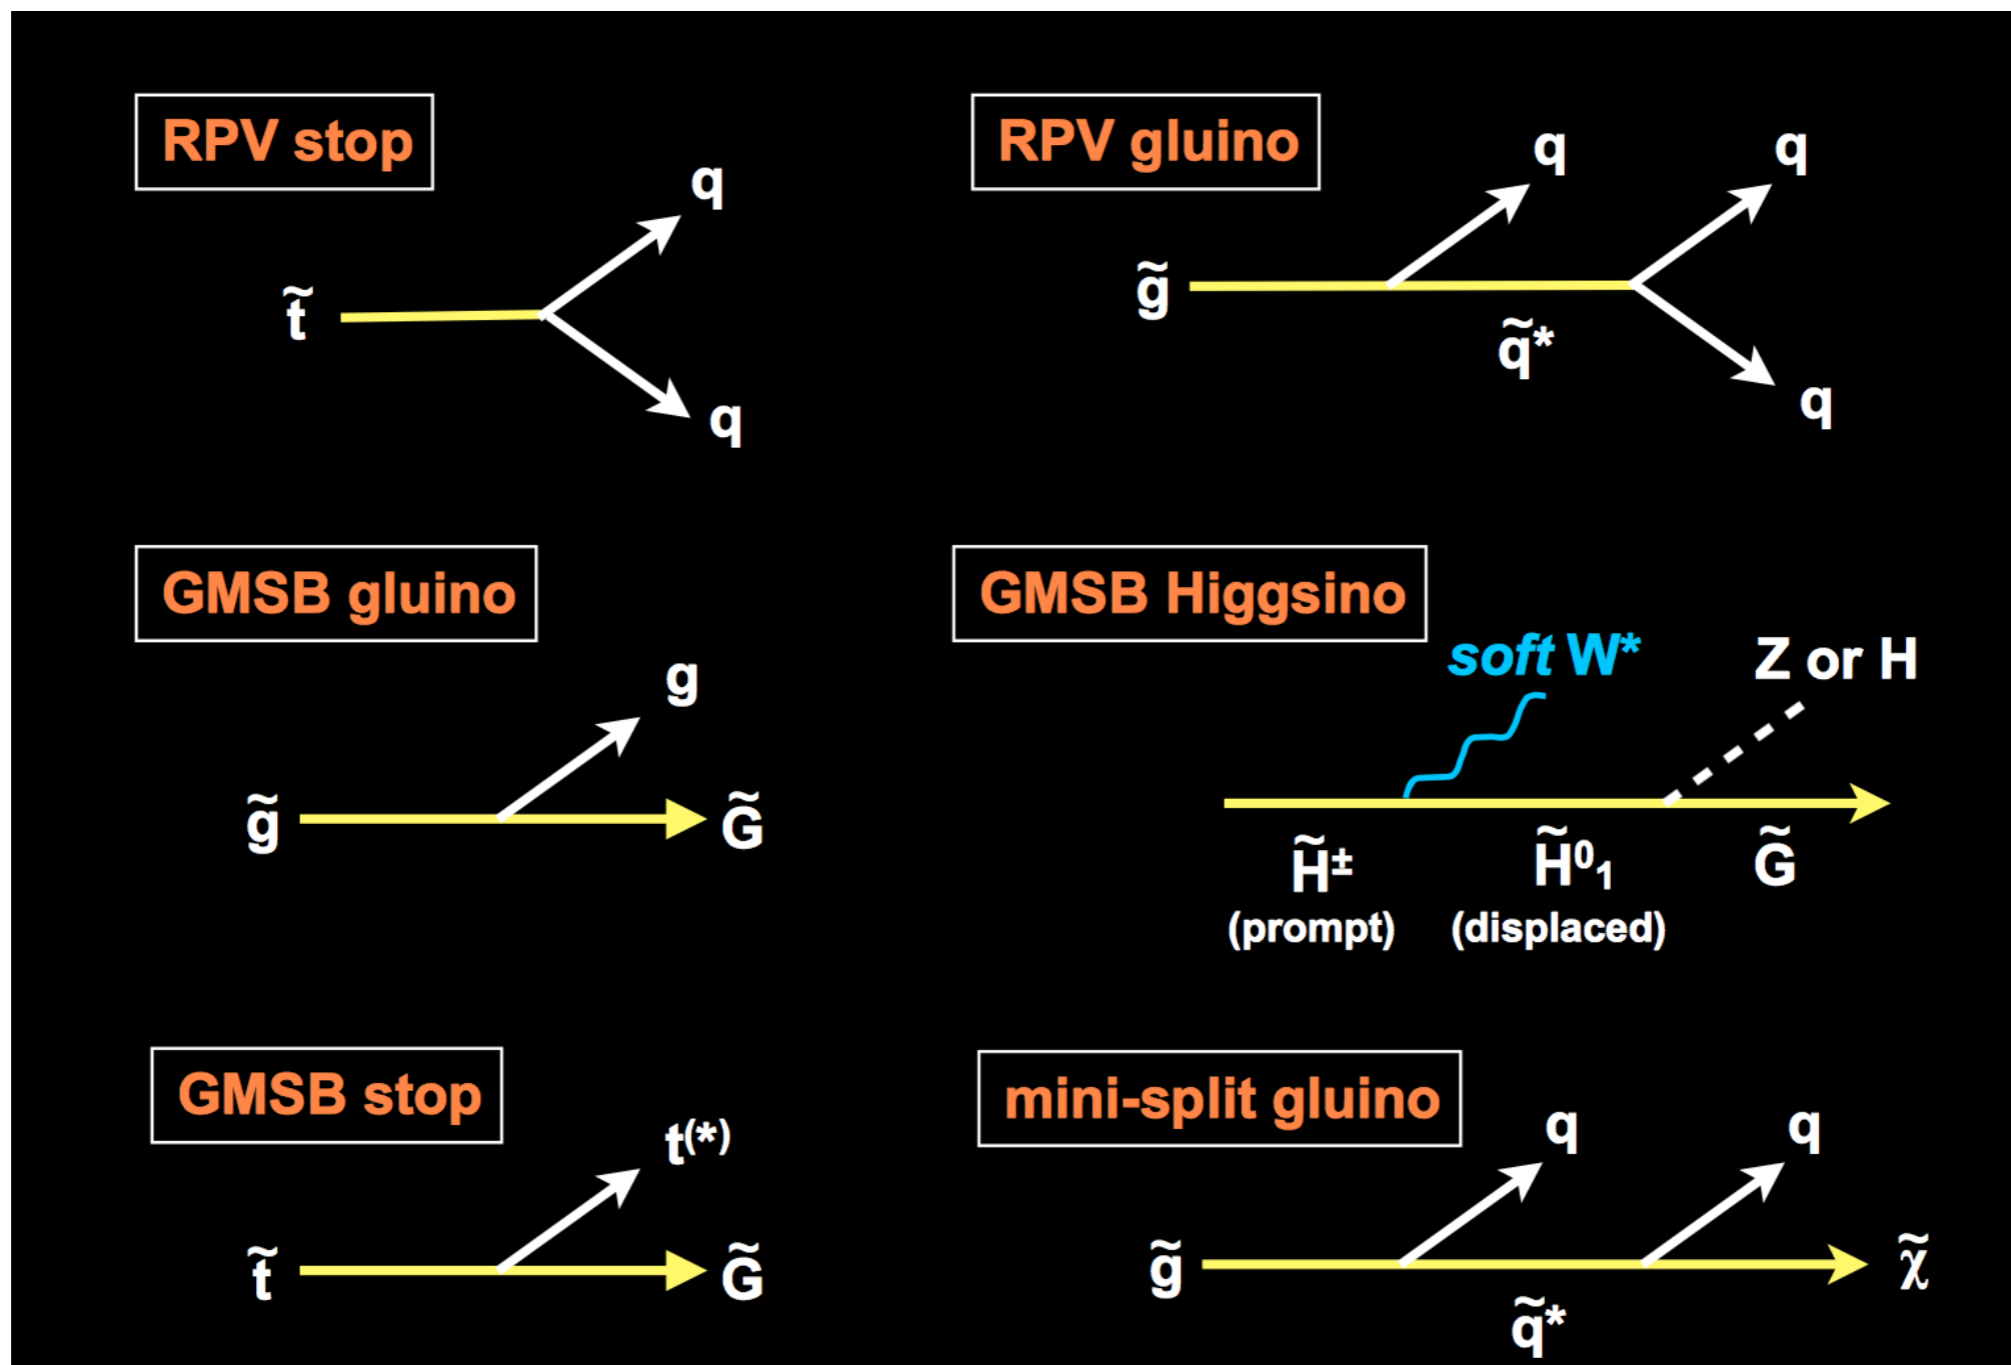 RPV stop
q
t̃
q
RPV gluino
q q
g̃
q̃*
q
GMSB gluino
g
g̃ G̃
GMSB Higgsino
soft W* Z or H
H̃± H̃⁰₁ G̃
(prompt) (displaced)
GMSB stop
t(*)
t̃ G̃
mini-split gluino
q q
g̃ χ̃
q̃*